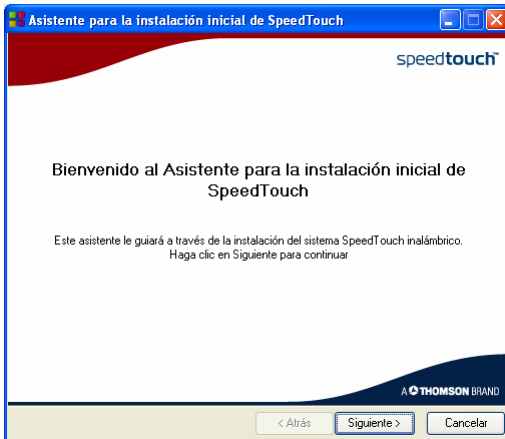 Asistente para la instalación inicial de SpeedTouch
speedtouch™
Bienvenido al Asistente para la instalación inicial de
SpeedTouch
Este asistente le guiará a través de la instalación del sistema SpeedTouch inalámbrico.
Haga clic en Siguiente para continuar
A THOMSON BRAND
< Atrás Siguiente > Cancelar